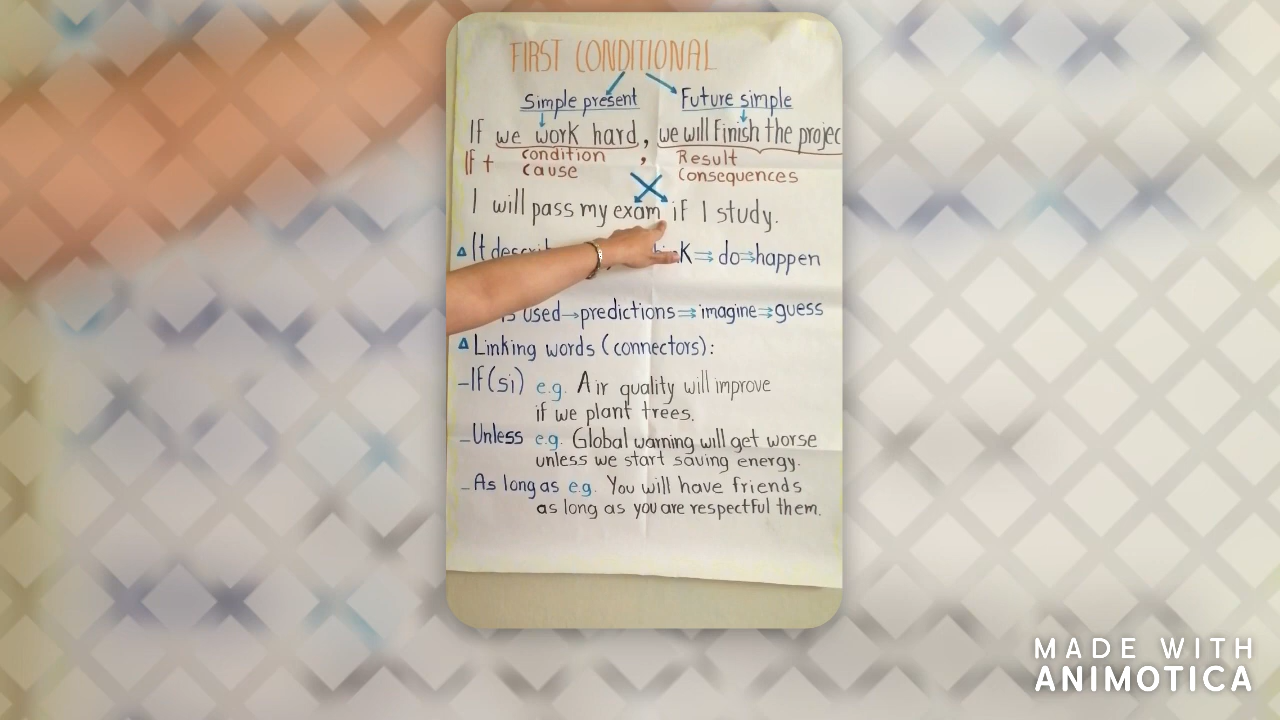 FIRST CONDITIONAL
Simple present Future simple
If we work hard, we will Finish the projec
If + condition , Result
cause Consequences
I will pass my exam if I study.
It K⇒ do⇒happen
used→predictions⇒imagine⇒guess
Linking words (connectors):
-If (si) e.g. Air quality will improve
if we plant trees.
-Unless e.g. Global warning will get worse
unless we start saving energy.
-As long as e.g. You will have friends
as long as you are respectful them.
MADE WITH
ANIMOTICA